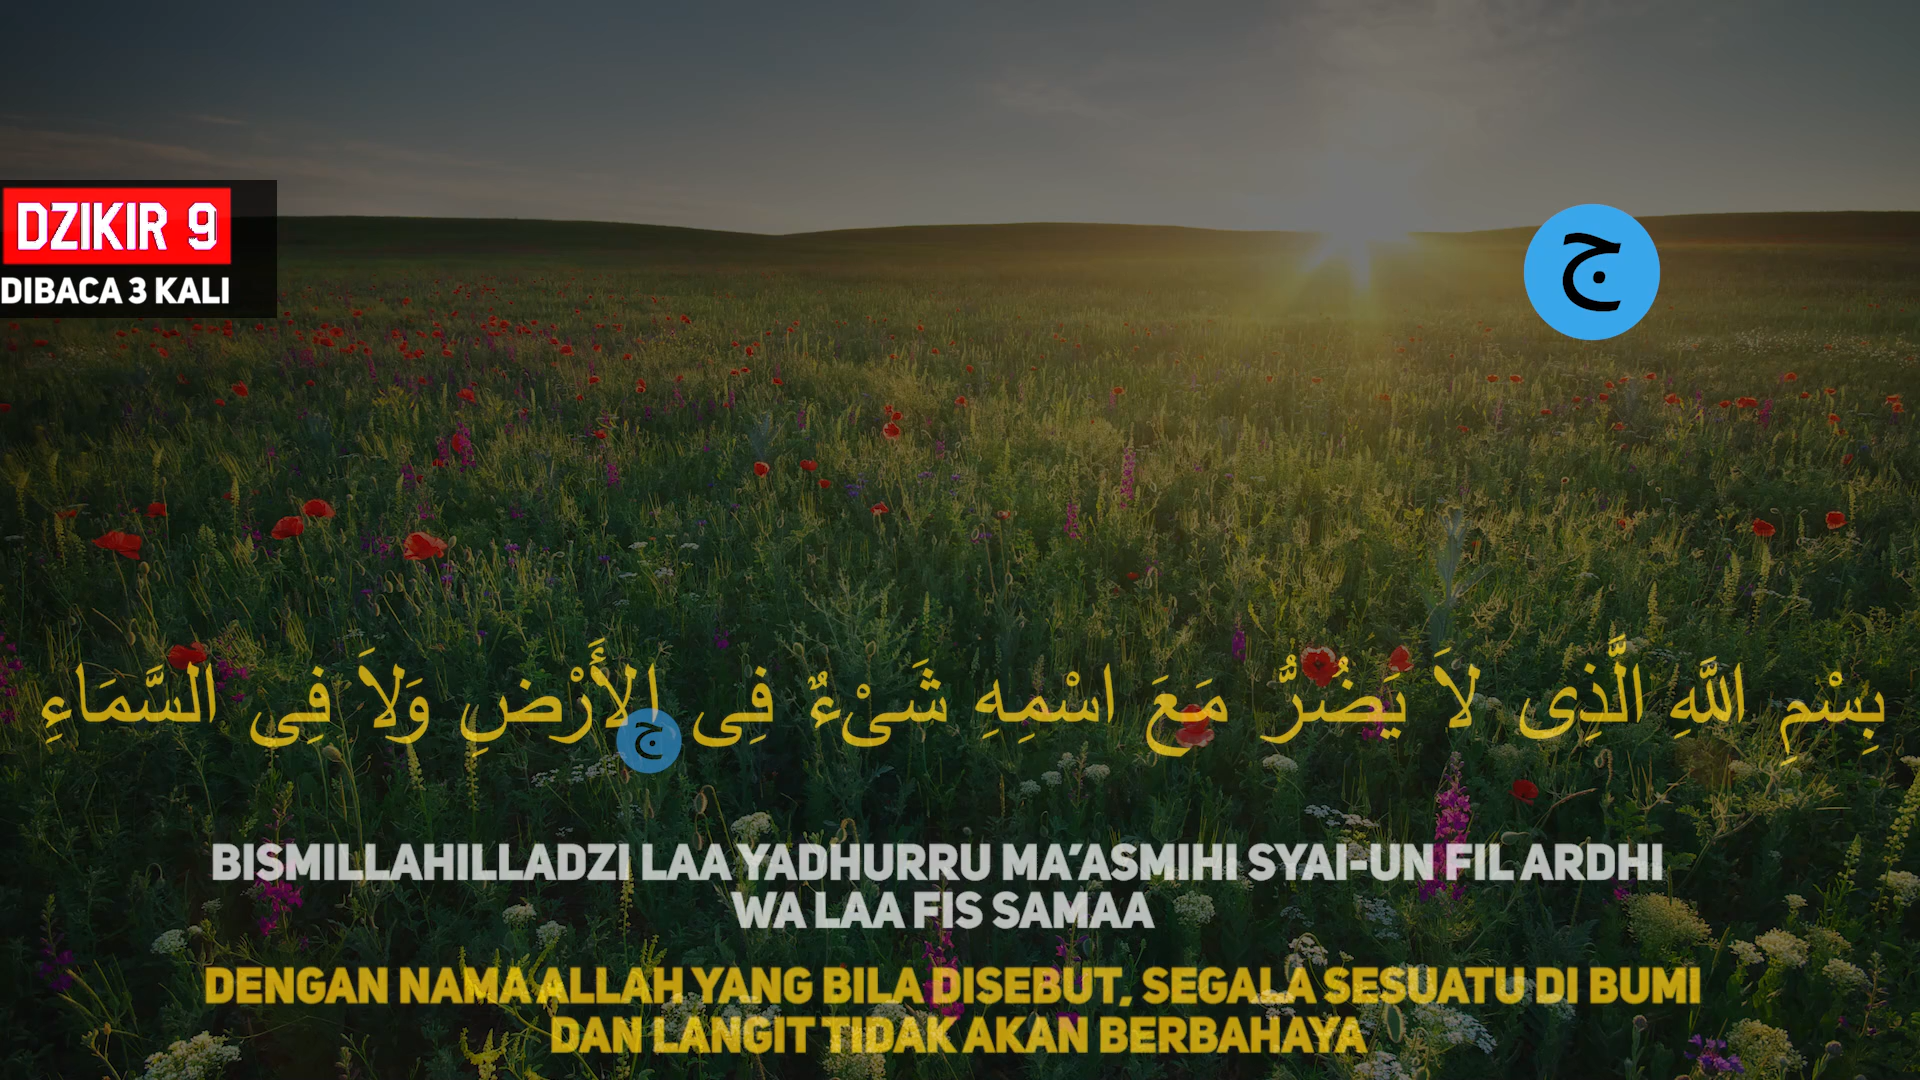 DZIKIR 9
DIBACA 3 KALI
ج
بِسْمِ اللَّهِ الَّذِى لاَ يَضُرُّ مَعَ اسْمِهِ شَىْءٌ فِى الأَرْضِ وَلاَ فِى السَّمَاءِ
ج
BISMILLAHILLADZI LAA YADHURRU MA'ASMIHI SYAI-UN FIL ARDHI
WA LAA FIS SAMAA
DENGAN NAMA ALLAH YANG BILA DISEBUT, SEGALA SESUATU DI BUMI
DAN LANGIT TIDAK AKAN BERBAHAYA